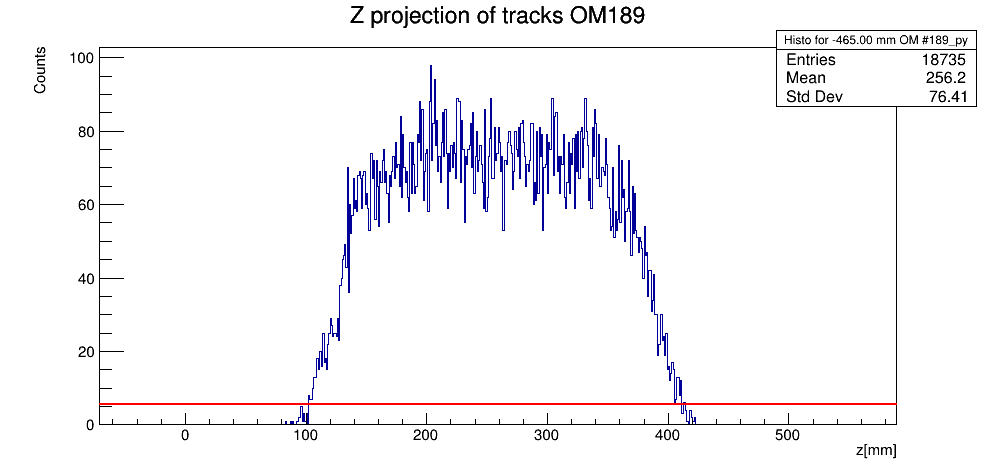 Z projection of tracks OM189
Histo for -465.00 mm OM #189_py
Entries 18735
Mean 256.2
Std Dev 76.41
Counts
100
80
60
40
20
0
0 100 200 300 400 500
z[mm]